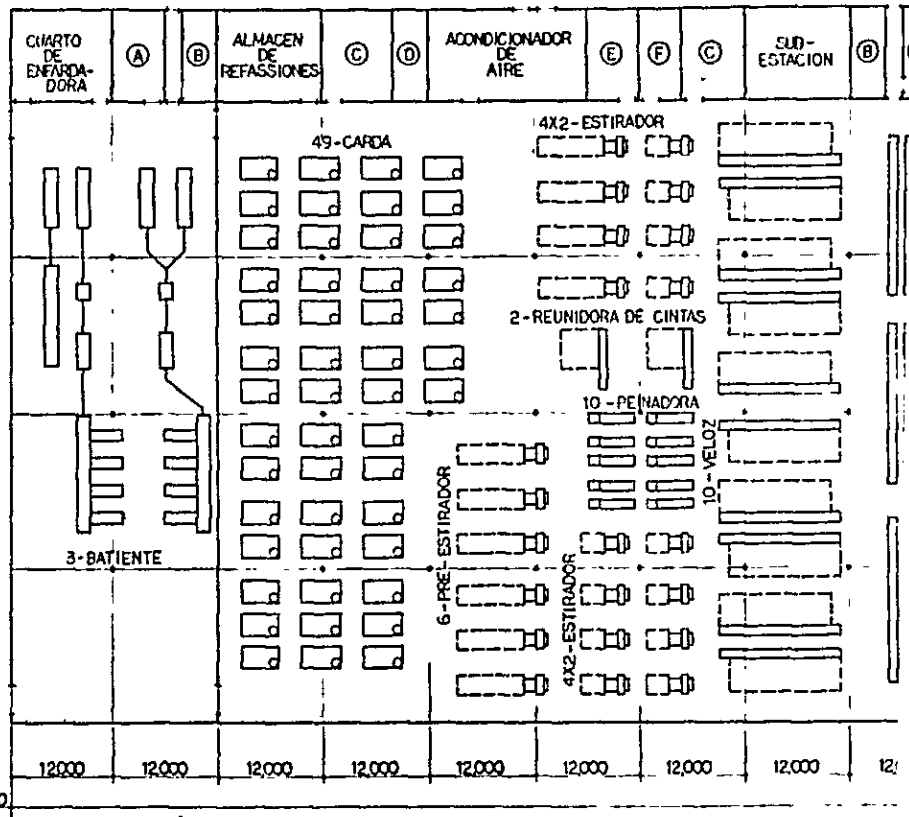 CUARTO
DE
ENFARDA-
DORA
A
B
ALMACEN
DE
REFASSIONES
C
D
ACONDICIONADOR
DE
AIRE
E
F
C
SUD-
ESTACION
B
4X2-ESTIRADOR
49-CARDA
2-REUNIDORA DE CINTAS
10-PEINADORA
10-VELOZ
6-PRE-ESTIRADOR
4X2-ESTIRADOR
3-BATIENTE
12,000 12,000 12,000 12,000 12,000 12,000 12,000 12,000 12,